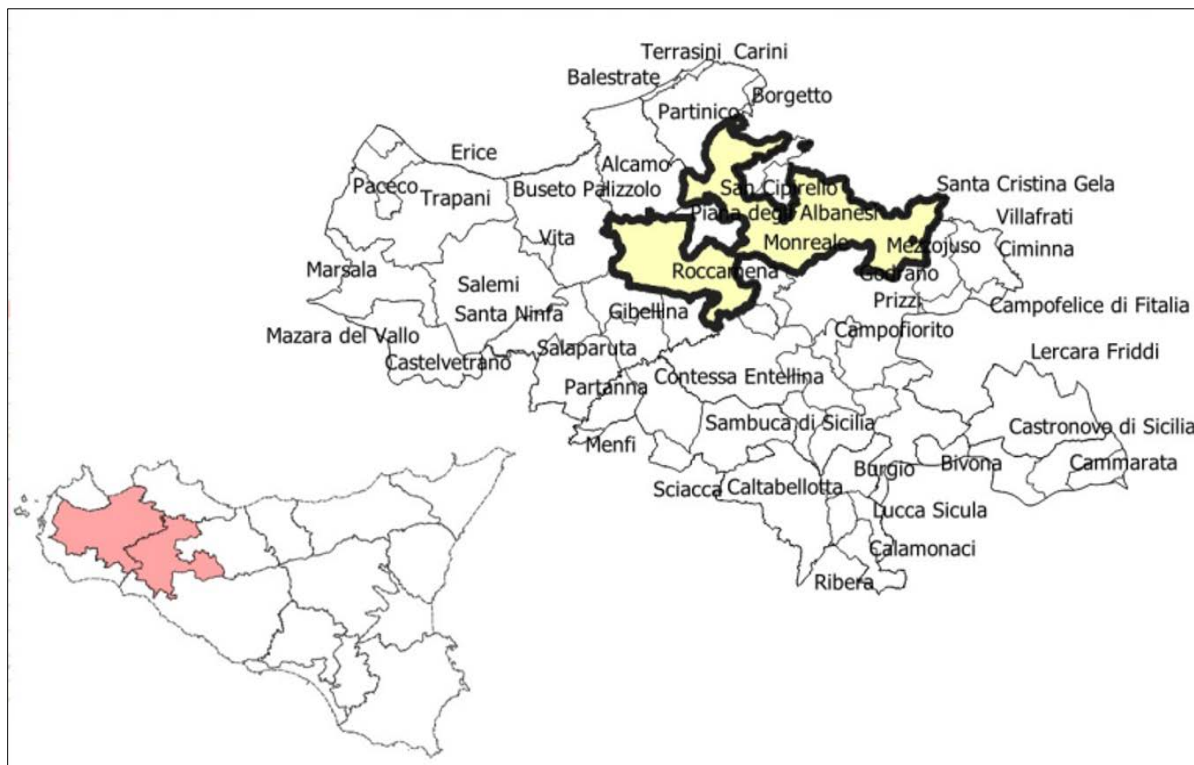 Terrasini Carini
Balestrate
Borgetto
Partinico
Erice
Alcamo
Paceco
Trapani
Buseto Palizzolo
San Cipirello
Santa Cristina Gela
Piana degli Albanesi
Villafrati
Vita
Monreale
Mezzojuso
Ciminna
Marsala
Roccamena
Godrano
Salemi
Prizzi
Campofelice di Fitalia
Santa Ninfa
Gibellina
Mazara del Vallo
Campofiorito
Salaparuta
Castelvetrano
Lercara Friddi
Partanna
Contessa Entellina
Sambuca di Sicilia
Castronovo di Sicilia
Menfi
Burgio
Bivona
Cammarata
Sciacca
Caltabellotta
Lucca Sicula
Calamonaci
Ribera